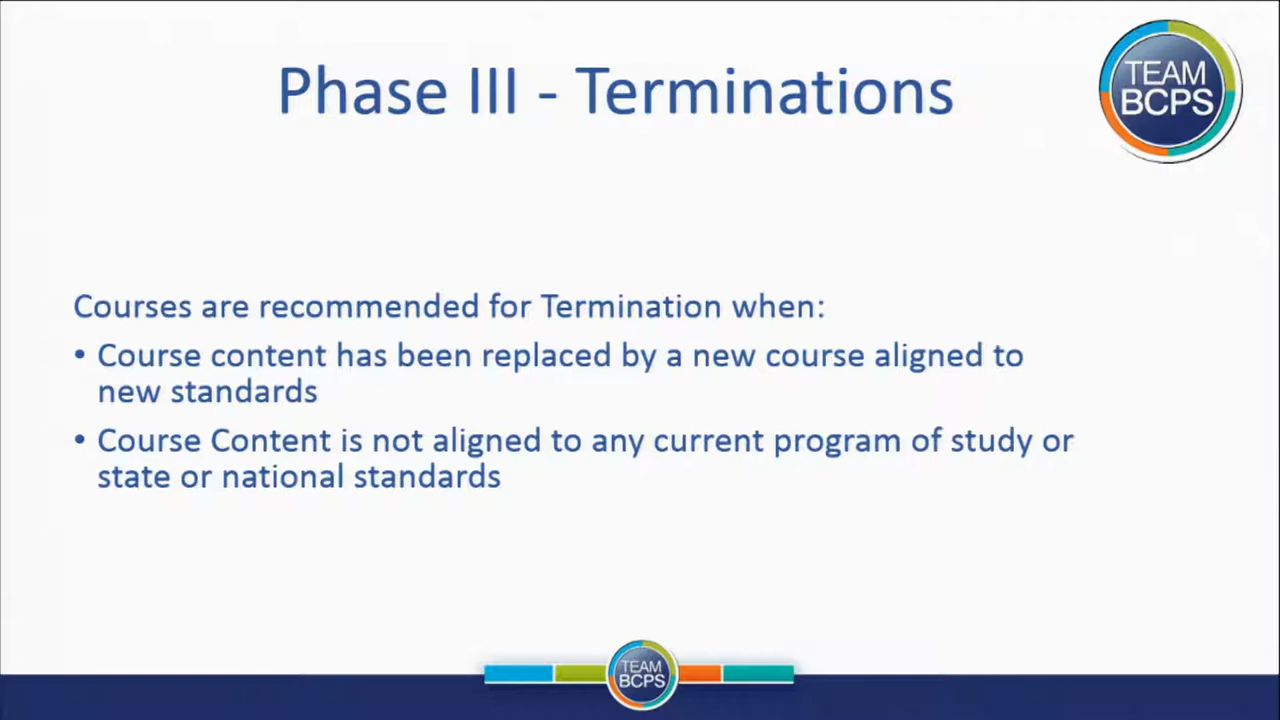 Phase III - Terminations
TEAM
BCPS
Courses are recommended for Termination when:
• Course content has been replaced by a new course aligned to
new standards
• Course Content is not aligned to any current program of study or
state or national standards
TEAM
BCPS